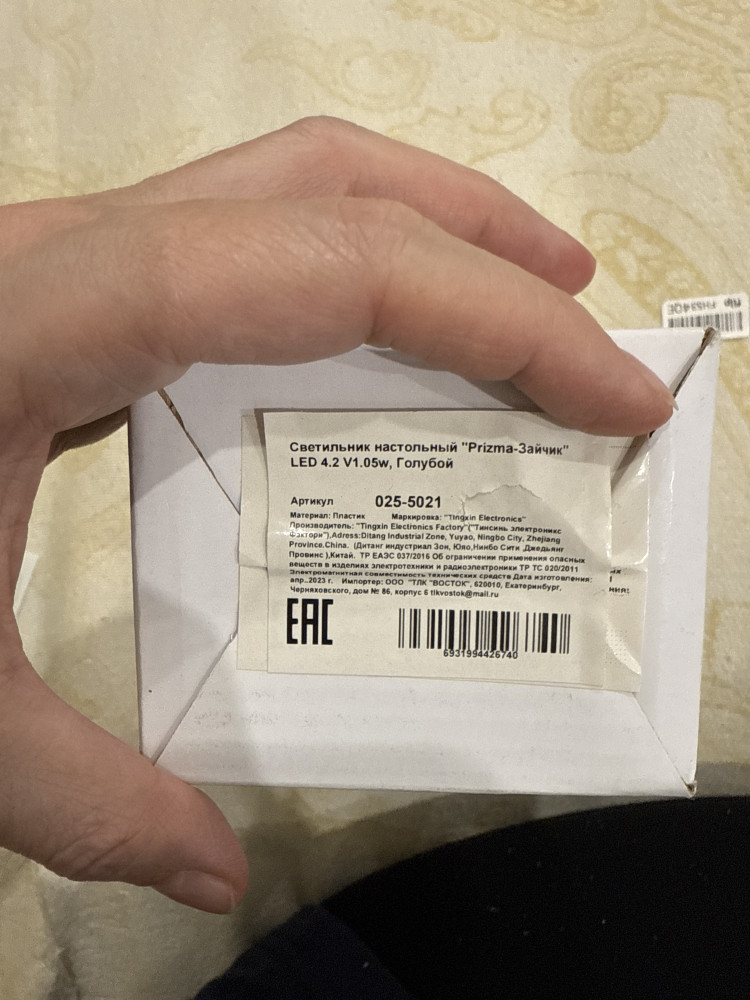 Светильник настольный "Prizma-Зайчик"
LED 4.2 V1.05w, Голубой
Артикул 025-5021
Материал: Пластик Маркировка: "Tingxin Electronics"
Производитель: "Tingxin Electronics Factory"("Тинсинь электроникс
Фэктори"),Adress:Ditang Industrial Zone, Yuyao, Ningbo City, Zhejiang
Province.China. (Дитанг индустриал Зон, Юяо,Нинбо Сити ,Джедьянг
Провинс ),Китай. ТР ЕАЭС 037/2016 Об ограничении применения опасных
веществ в изделиях электротехники и радиоэлектроники ТР ТС 020/2011
Электромагнитная совместимость технических средств Дата изготовления:
апр..2023 г. Импортер: ООО "ТЛК "ВОСТОК", 620010, Екатеринбург,
Черняховского, дом № 86, корпус 6 tlkvostok@mail.ru
EAC
6931994426740